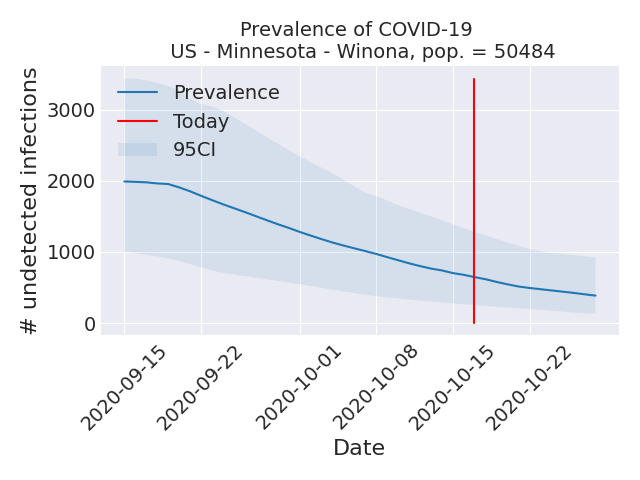 Prevalence of COVID-19
US - Minnesota - Winona, pop. = 50484
# undetected infections
3000
2000
1000
0
Prevalence
Today
95CI
2020-09-15
2020-09-22
2020-10-01
2020-10-08
2020-10-15
2020-10-22
Date